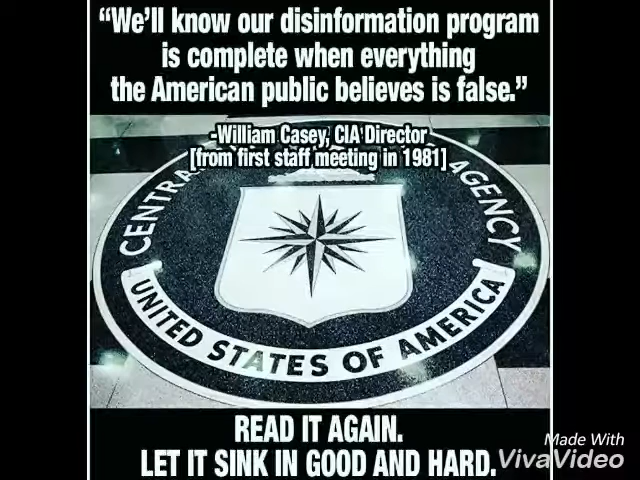 “We’ll know our disinformation program
is complete when everything
the American public believes is false.”
-William Casey, CIA Director
[from first staff meeting in 1981]
CENTRA
AGENCY
UNITED STATES OF AMERICA
READ IT AGAIN.
LET IT SINK IN GOOD AND HARD.
Made With
VivaVideo